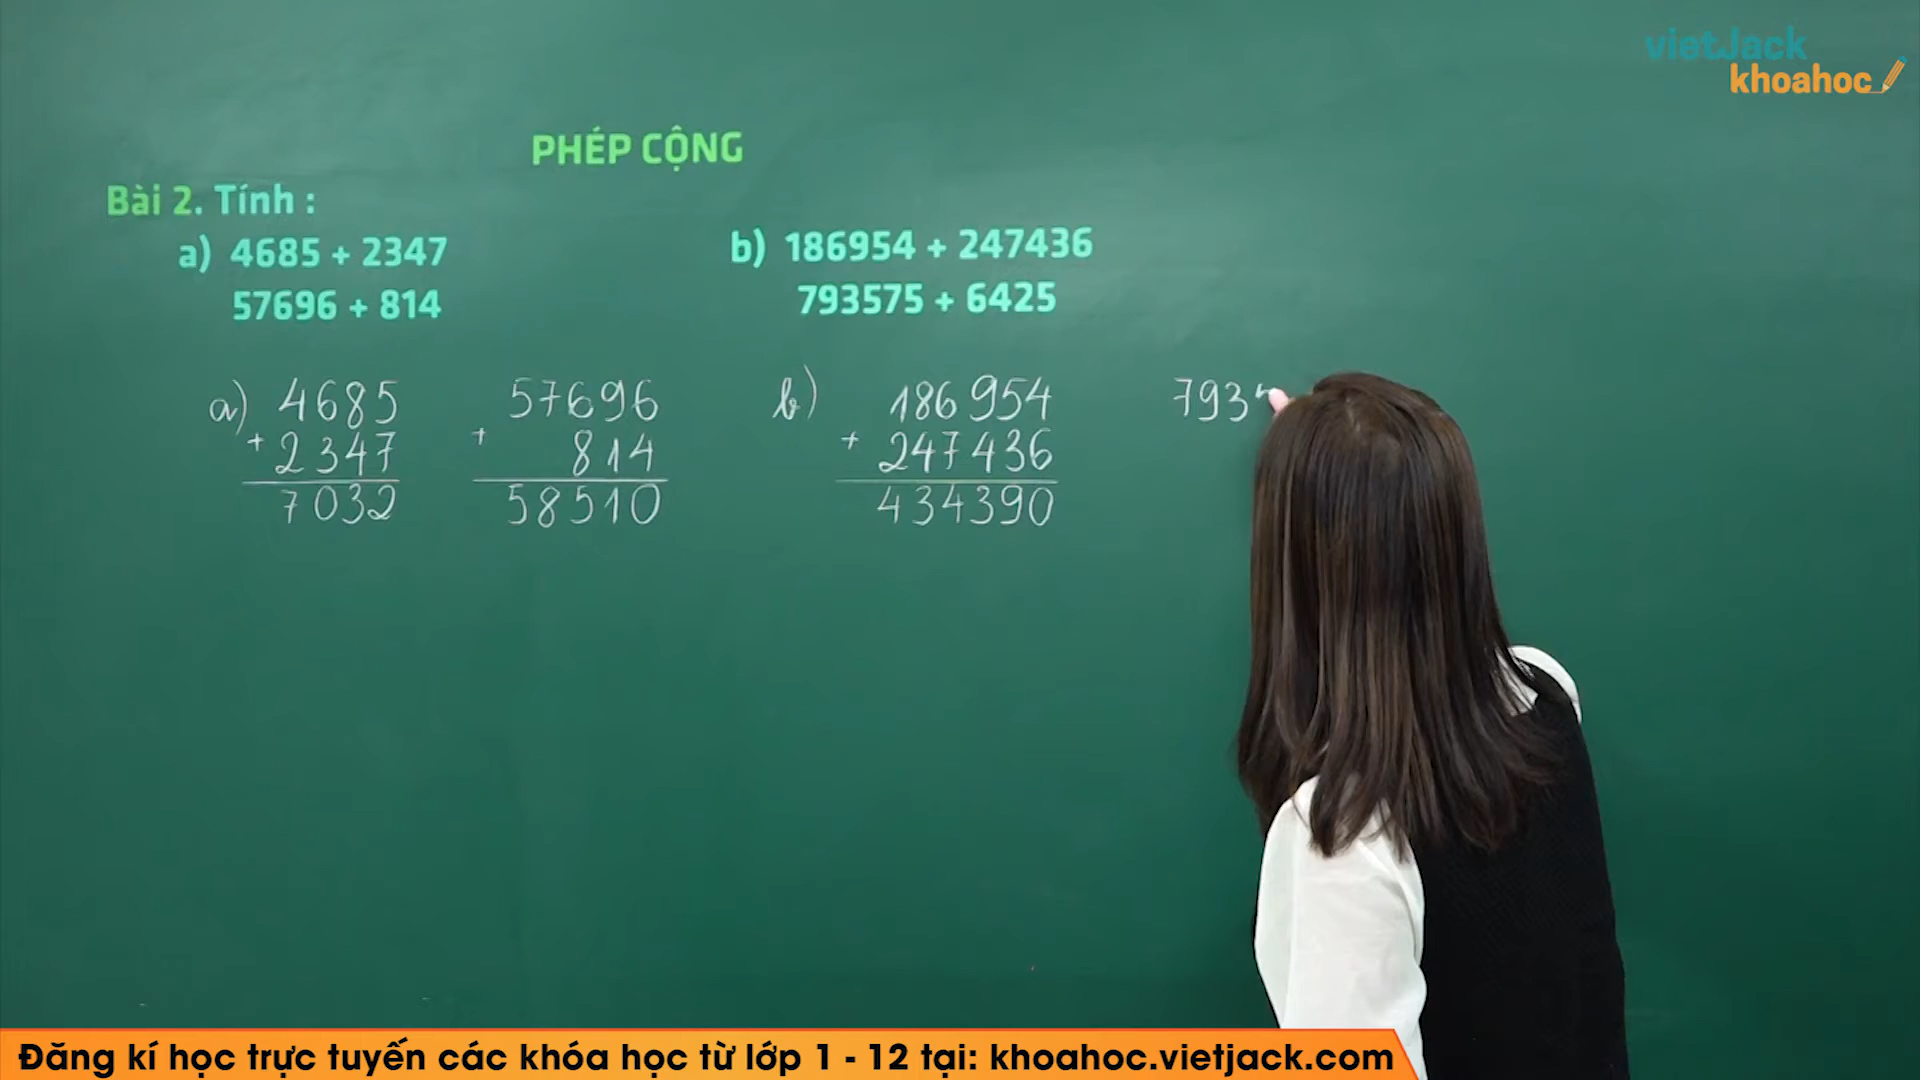 vietJack
khoahoc
PHÉP CỘNG
Bài 2. Tính :
a) 4685 + 2347
57696 + 814
b) 186954 + 247436
793575 + 6425
a) 4685
+ 2347
7032
57696
+ 814
58510
b) 186954
+ 247436
434390
793
Đăng kí học trực tuyến các khóa học từ lớp 1 - 12 tại: khoahoc.vietjack.com